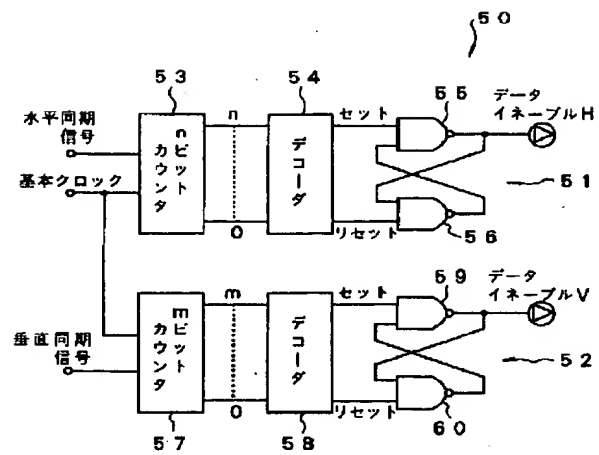 50
53
54
55
水平同期
信号
基本クロック
nビット
カウンタ
n
0
デコーダ
セット
リセット
データ
イネーブルH
51
56
垂直同期
信号
mビット
カウンタ
m
0
デコーダ
セット
リセット
59
データ
イネーブルV
52
57
58
60